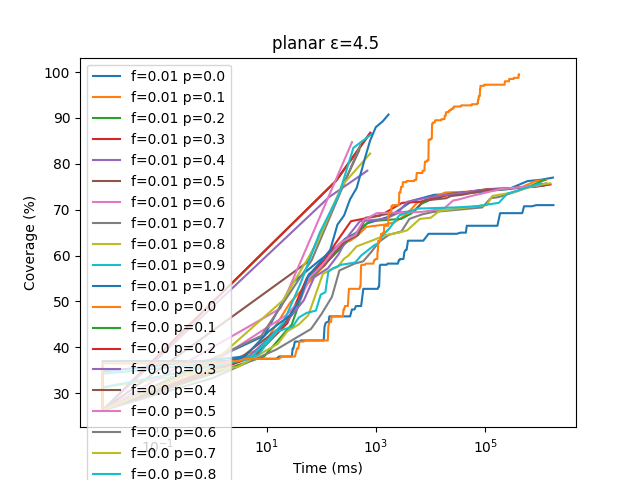 planar ε=4.5
Coverage (%)
100
90
80
70
60
50
40
30
f=0.01 p=0.0
f=0.01 p=0.1
f=0.01 p=0.2
f=0.01 p=0.3
f=0.01 p=0.4
f=0.01 p=0.5
f=0.01 p=0.6
f=0.01 p=0.7
f=0.01 p=0.8
f=0.01 p=0.9
f=0.01 p=1.0
f=0.0 p=0.0
f=0.0 p=0.1
f=0.0 p=0.2
f=0.0 p=0.3
f=0.0 p=0.4
f=0.0 p=0.5
f=0.0 p=0.6
f=0.0 p=0.7
f=0.0 p=0.8
10⁻¹ 10¹ 10³ 10⁵
Time (ms)